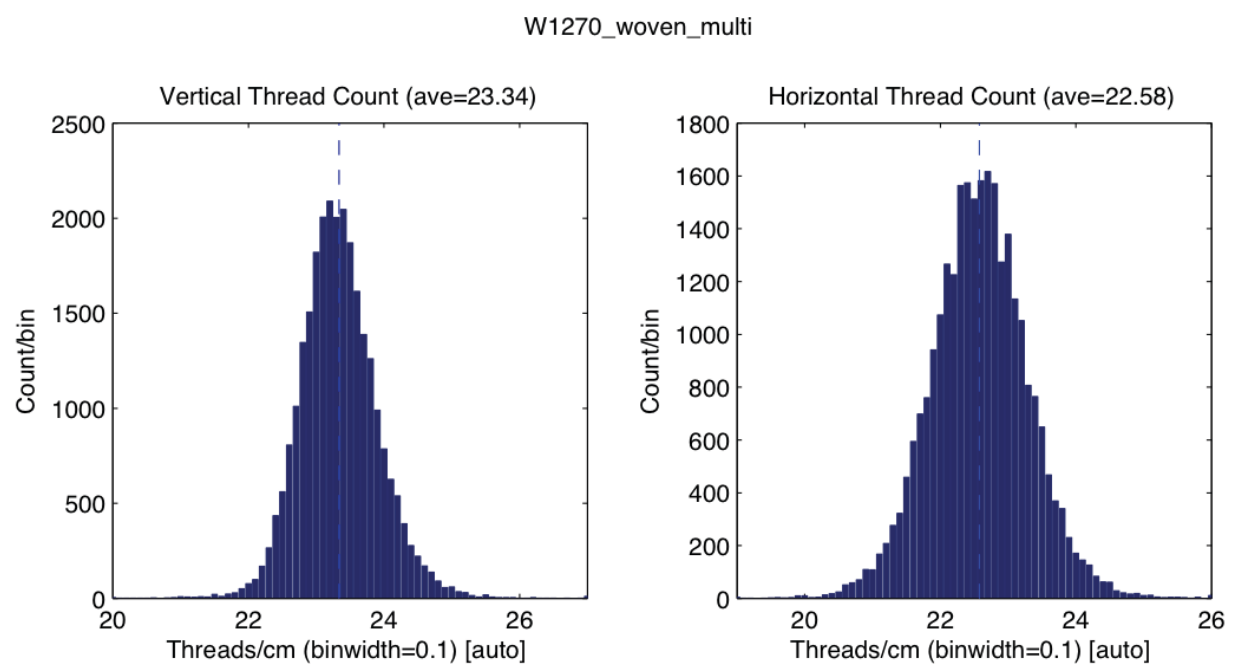 W1270_woven_multi
Vertical Thread Count (ave=23.34)
2500
2000
1500
1000
500
0
Count/bin
20 22 24 26
Threads/cm (binwidth=0.1) [auto]
Horizontal Thread Count (ave=22.58)
1800
1600
1400
1200
1000
800
600
400
200
0
Count/bin
20 22 24 26
Threads/cm (binwidth=0.1) [auto]